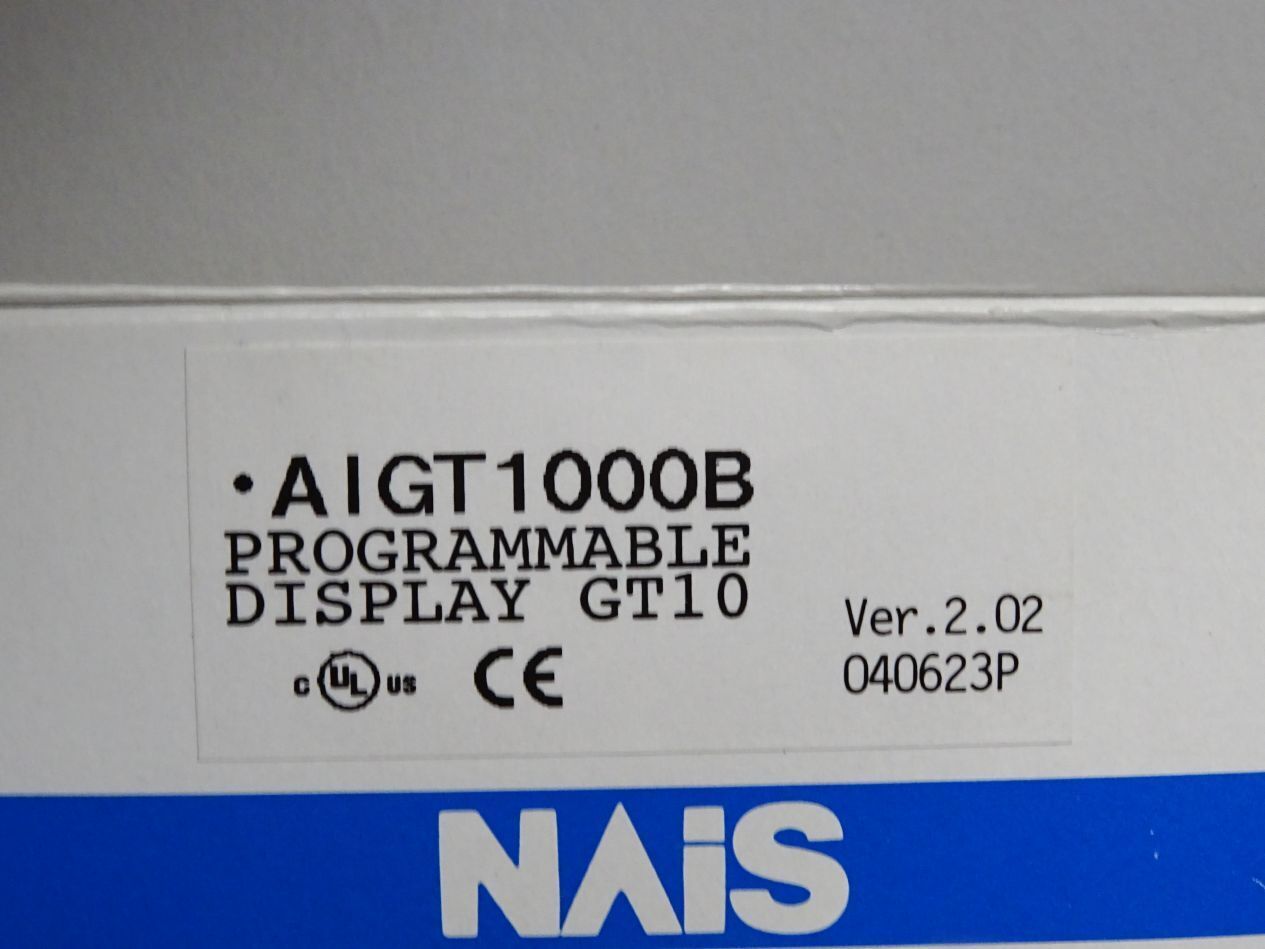 ·AIGT1000B
PROGRAMMABLE
DISPLAY GT10
Ver.2.02
c UL us CE
040623P
NAiS